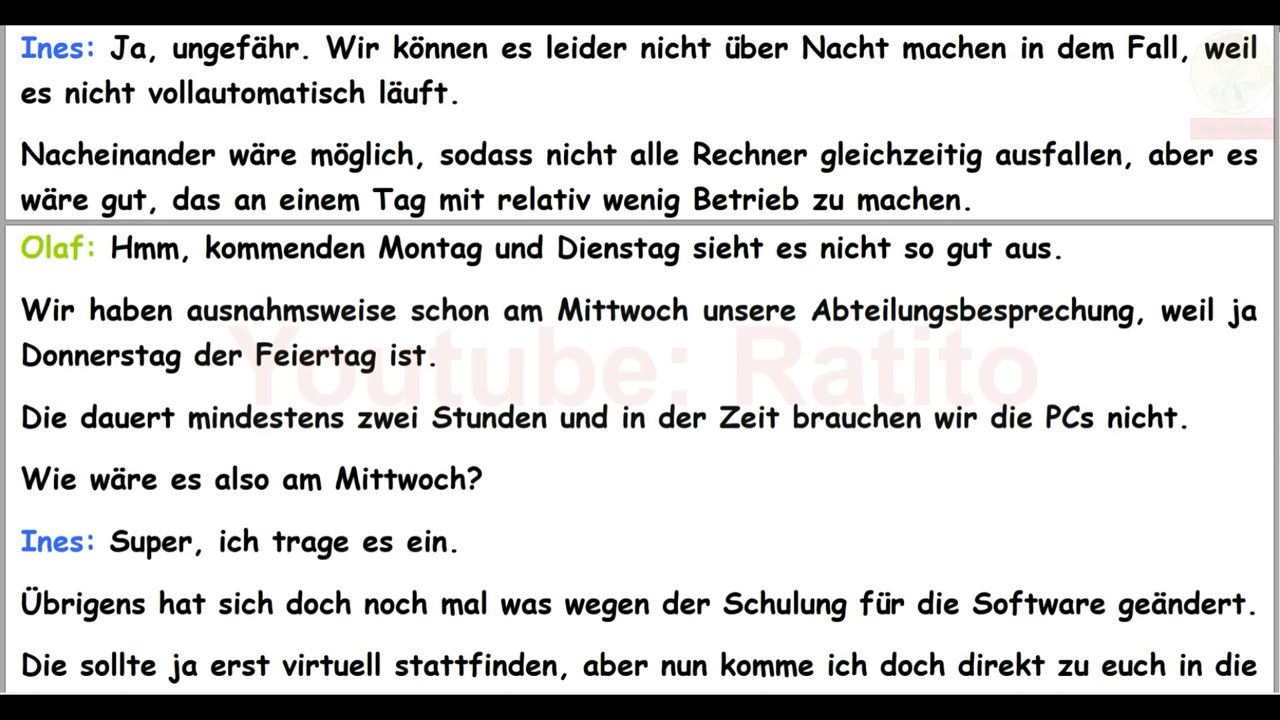 Ines: Ja, ungefähr. Wir können es leider nicht über Nacht machen in dem Fall, weil
es nicht vollautomatisch läuft.
Nacheinander wäre möglich, sodass nicht alle Rechner gleichzeitig ausfallen, aber es
wäre gut, das an einem Tag mit relativ wenig Betrieb zu machen.
Olaf: Hmm, kommenden Montag und Dienstag sieht es nicht so gut aus.
Wir haben ausnahmsweise schon am Mittwoch unsere Abteilungsbesprechung, weil ja
Donnerstag der Feiertag ist.
Youtube: Ratito
Die dauert mindestens zwei Stunden und in der Zeit brauchen wir die PCs nicht.
Wie wäre es also am Mittwoch?
Ines: Super, ich trage es ein.
Übrigens hat sich doch noch mal was wegen der Schulung für die Software geändert.
Die sollte ja erst virtuell stattfinden, aber nun komme ich doch direkt zu euch in die